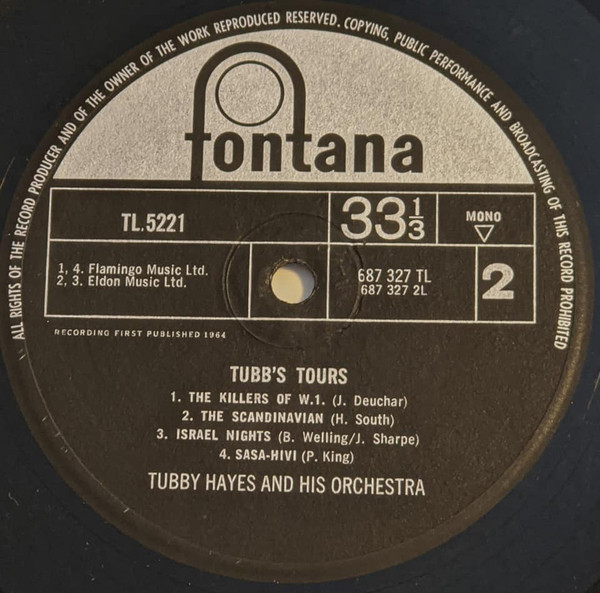 ALL RIGHTS OF THE RECORD PRODUCER AND OF THE OWNER OF THE WORK REPRODUCED RESERVED. COPYING, PUBLIC PERFORMANCE AND BROADCASTING OF THIS RECORD PROHIBITED
fontana
TL.5221
33⅓
MONO
1, 4. Flamingo Music Ltd.
2, 3. Eldon Music Ltd.
687 327 TL
687 327 2L
2
RECORDING FIRST PUBLISHED 1964
TUBB'S TOURS
1. THE KILLERS OF W.1. (J. Deuchar)
2. THE SCANDINAVIAN (H. South)
3. ISRAEL NIGHTS (B. Welling/J. Sharpe)
4. SASA-HIVI (P. King)
TUBBY HAYES AND HIS ORCHESTRA